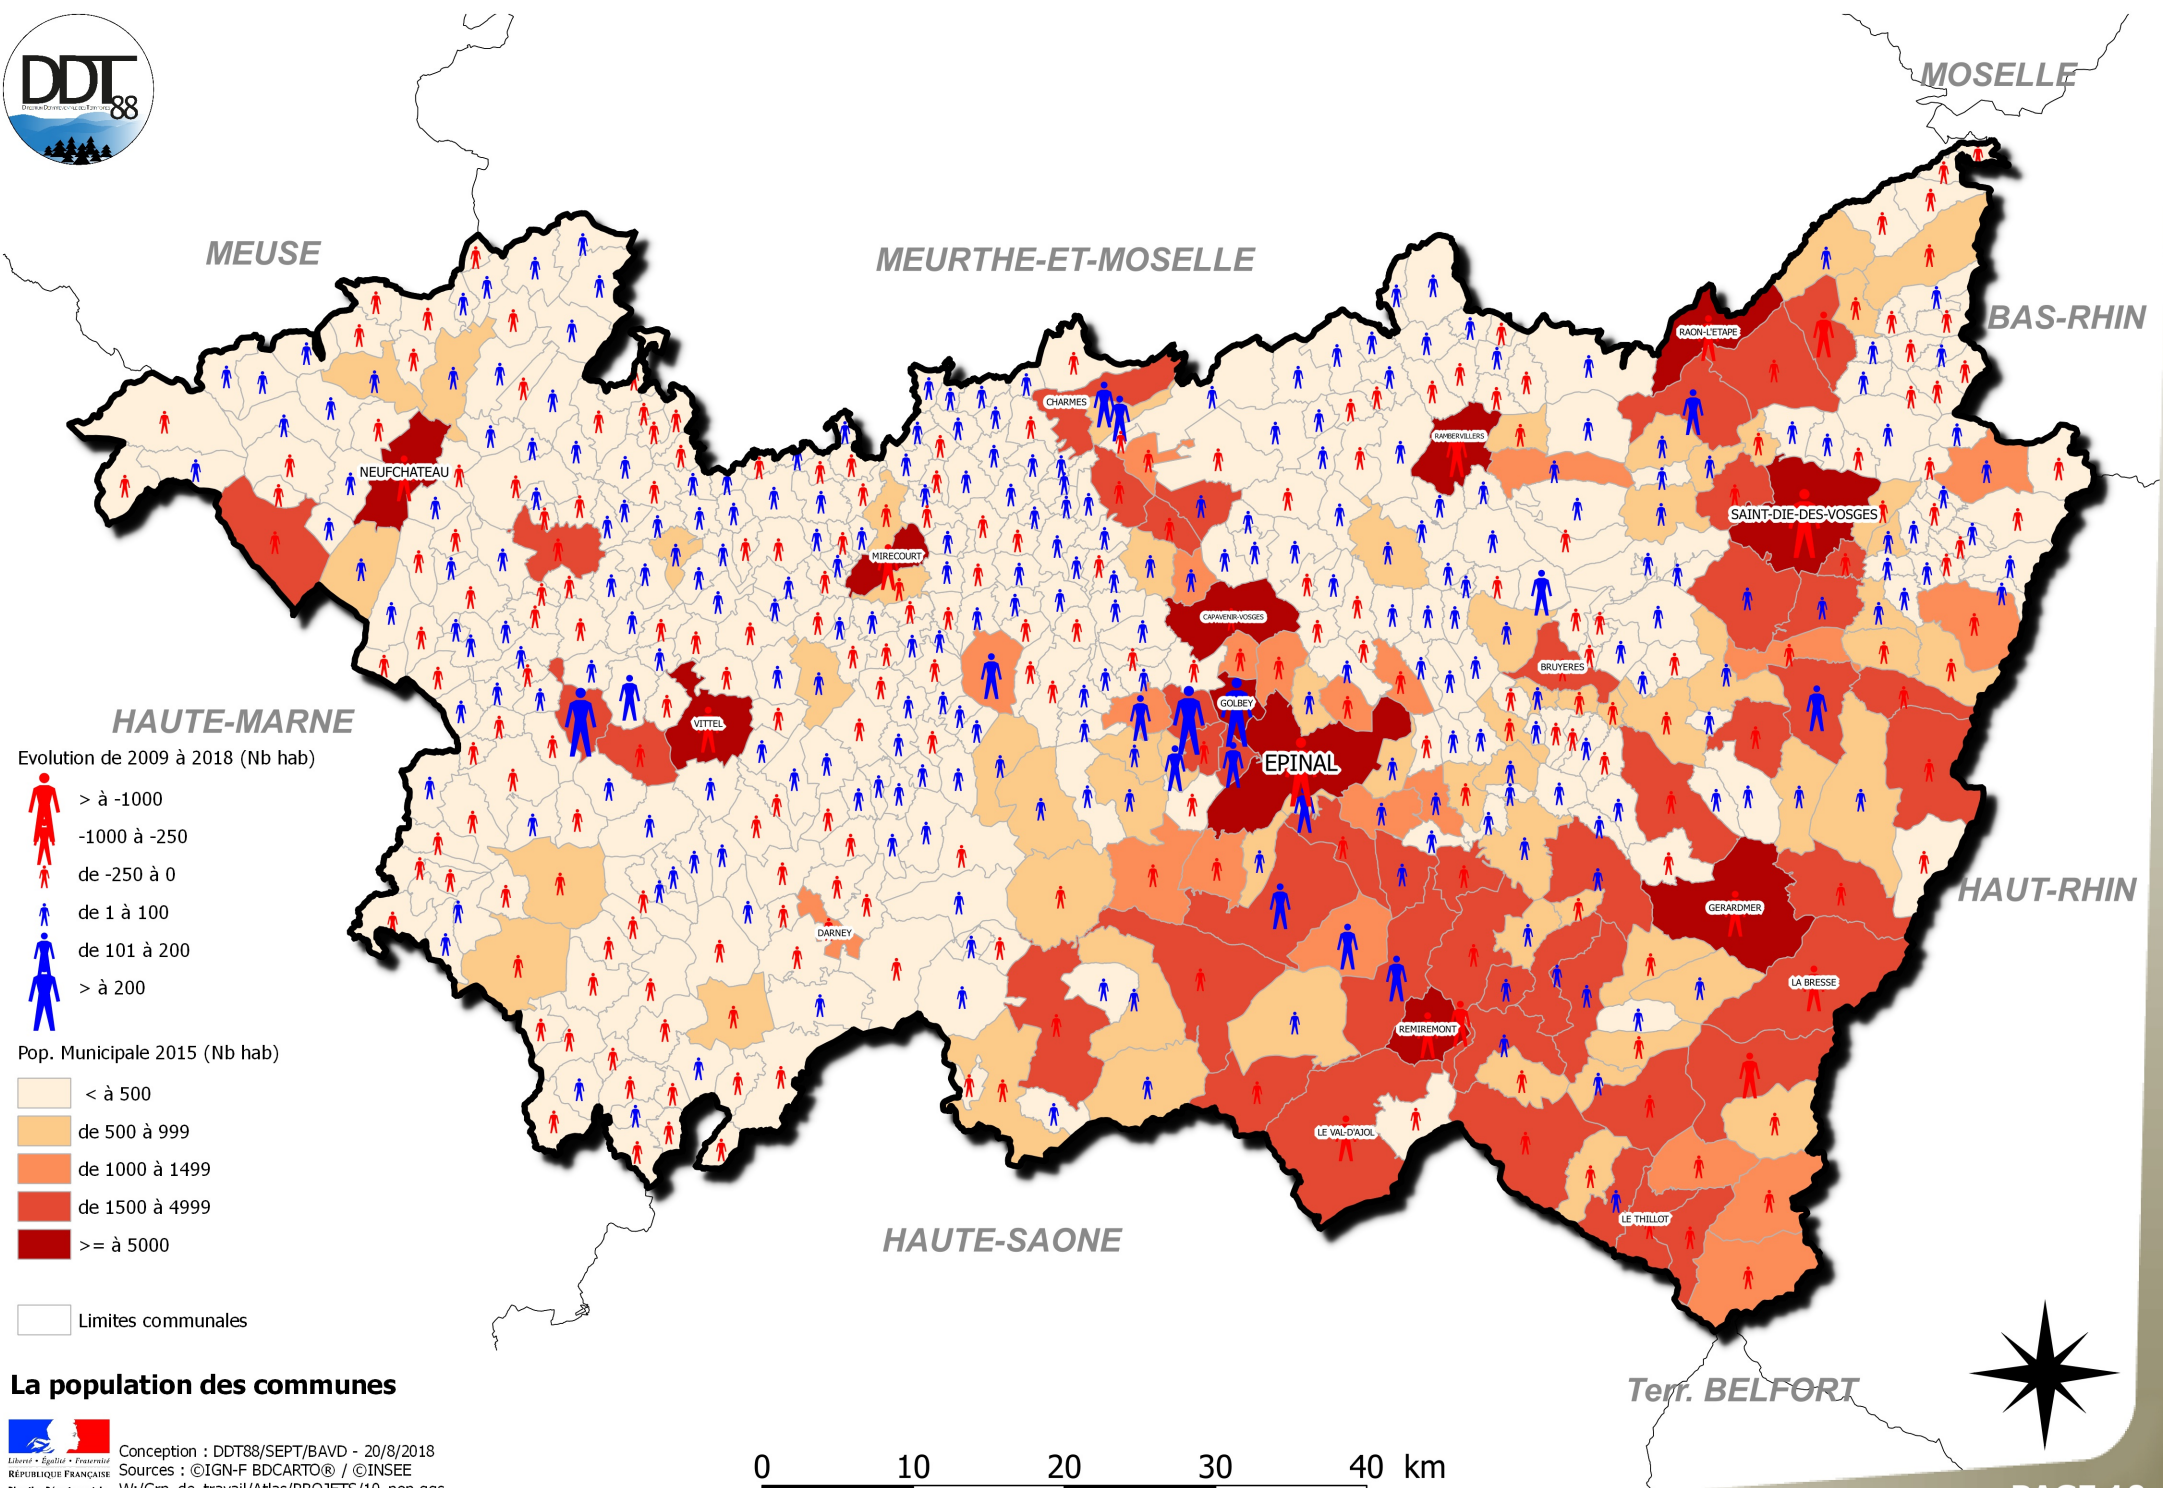 DDT
88
MOSELLE
MEUSE
MEURTHE-ET-MOSELLE
BAS-RHIN
RAON-L'ETAPE
CHARMES
RAMBERVILLERS
NEUFCHATEAU
SAINT-DIE-DES-VOSGES
MIRECOURT
CAPAVENIR-VOSGES
BRUYERES
HAUTE-MARNE
VITTEL
GOLBEY
EPINAL
HAUT-RHIN
GERARDMER
DARNEY
LA BRESSE
REMIREMONT
LE VAL-D'AJOL
LE THILLOT
HAUTE-SAONE
Terr. BELFORT
Evolution de 2009 à 2018 (Nb hab)
> à -1000
-1000 à -250
de -250 à 0
de 1 à 100
de 101 à 200
> à 200
Pop. Municipale 2015 (Nb hab)
< à 500
de 500 à 999
de 1000 à 1499
de 1500 à 4999
>= à 5000
Limites communales
La population des communes
Liberté • Égalité • Fraternité
RÉPUBLIQUE FRANÇAISE
Conception : DDT88/SEPT/BAVD - 20/8/2018
Sources : ©IGN-F BDCARTO® / ©INSEE
0 10 20 30 40 km